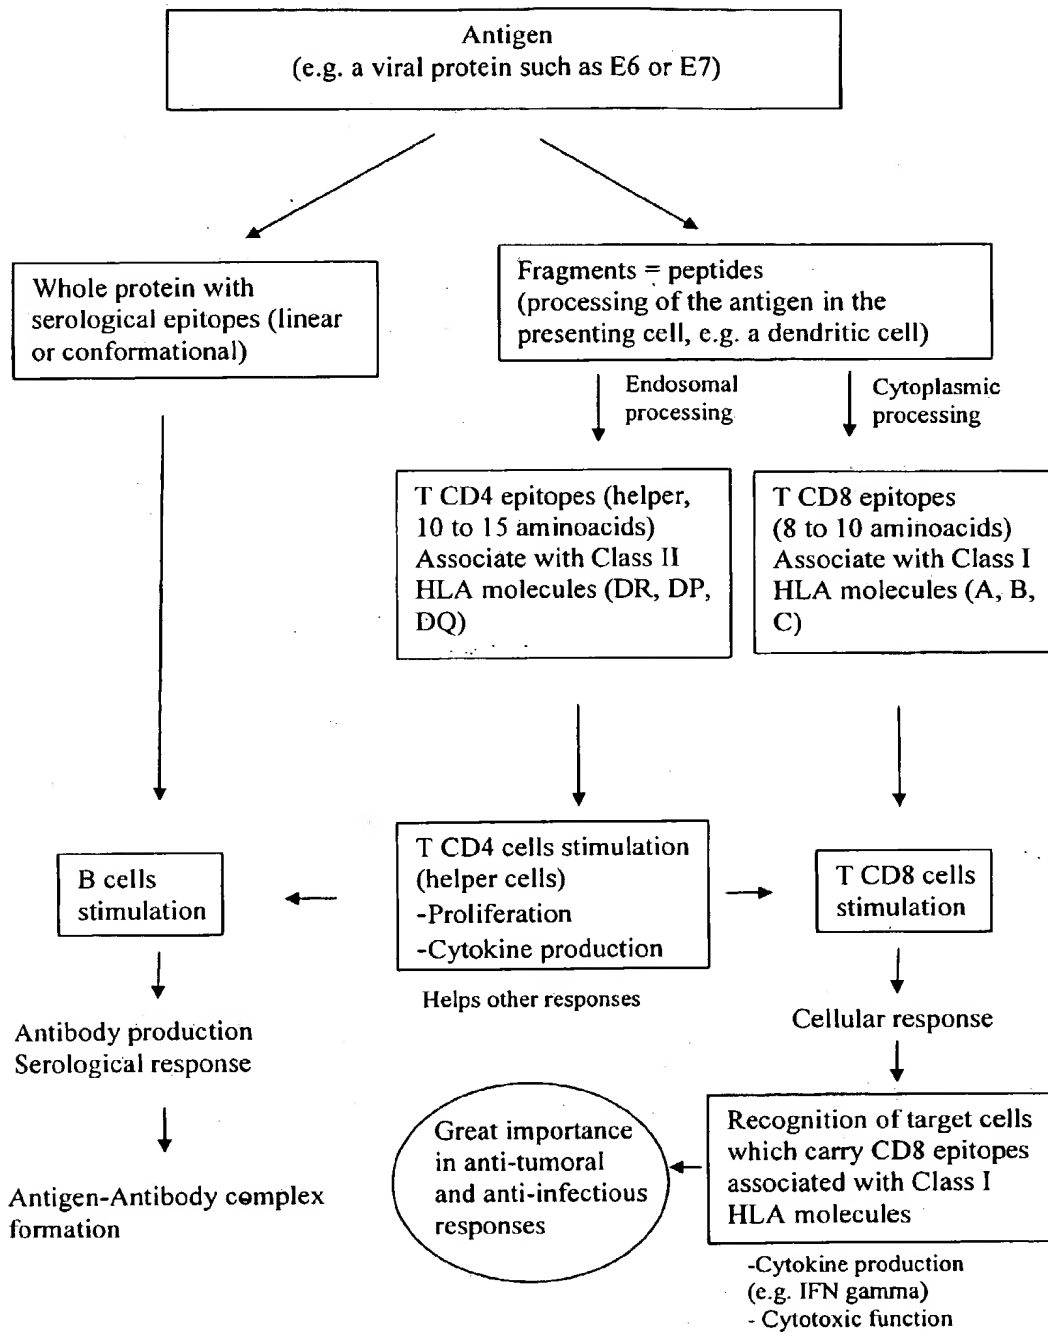 Antigen
(e.g. a viral protein such as E6 or E7)
Whole protein with
serological epitopes (linear
or conformational)
Fragments = peptides
(processing of the antigen in the
presenting cell, e.g. a dendritic cell)
Endosomal
processing
Cytoplasmic
processing
T CD4 epitopes (helper,
10 to 15 aminoacids)
Associate with Class II
HLA molecules (DR, DP,
DQ)
T CD8 epitopes
(8 to 10 aminoacids)
Associate with Class I
HLA molecules (A, B,
C)
B cells
stimulation
T CD4 cells stimulation
(helper cells)
-Proliferation
-Cytokine production
T CD8 cells
stimulation
Helps other responses
Antibody production
Serological response
Cellular response
Antigen-Antibody complex
formation
Great importance
in anti-tumoral
and anti-infectious
responses
Recognition of target cells
which carry CD8 epitopes
associated with Class I
HLA molecules
-Cytokine production
(e.g. IFN gamma)
- Cytotoxic function